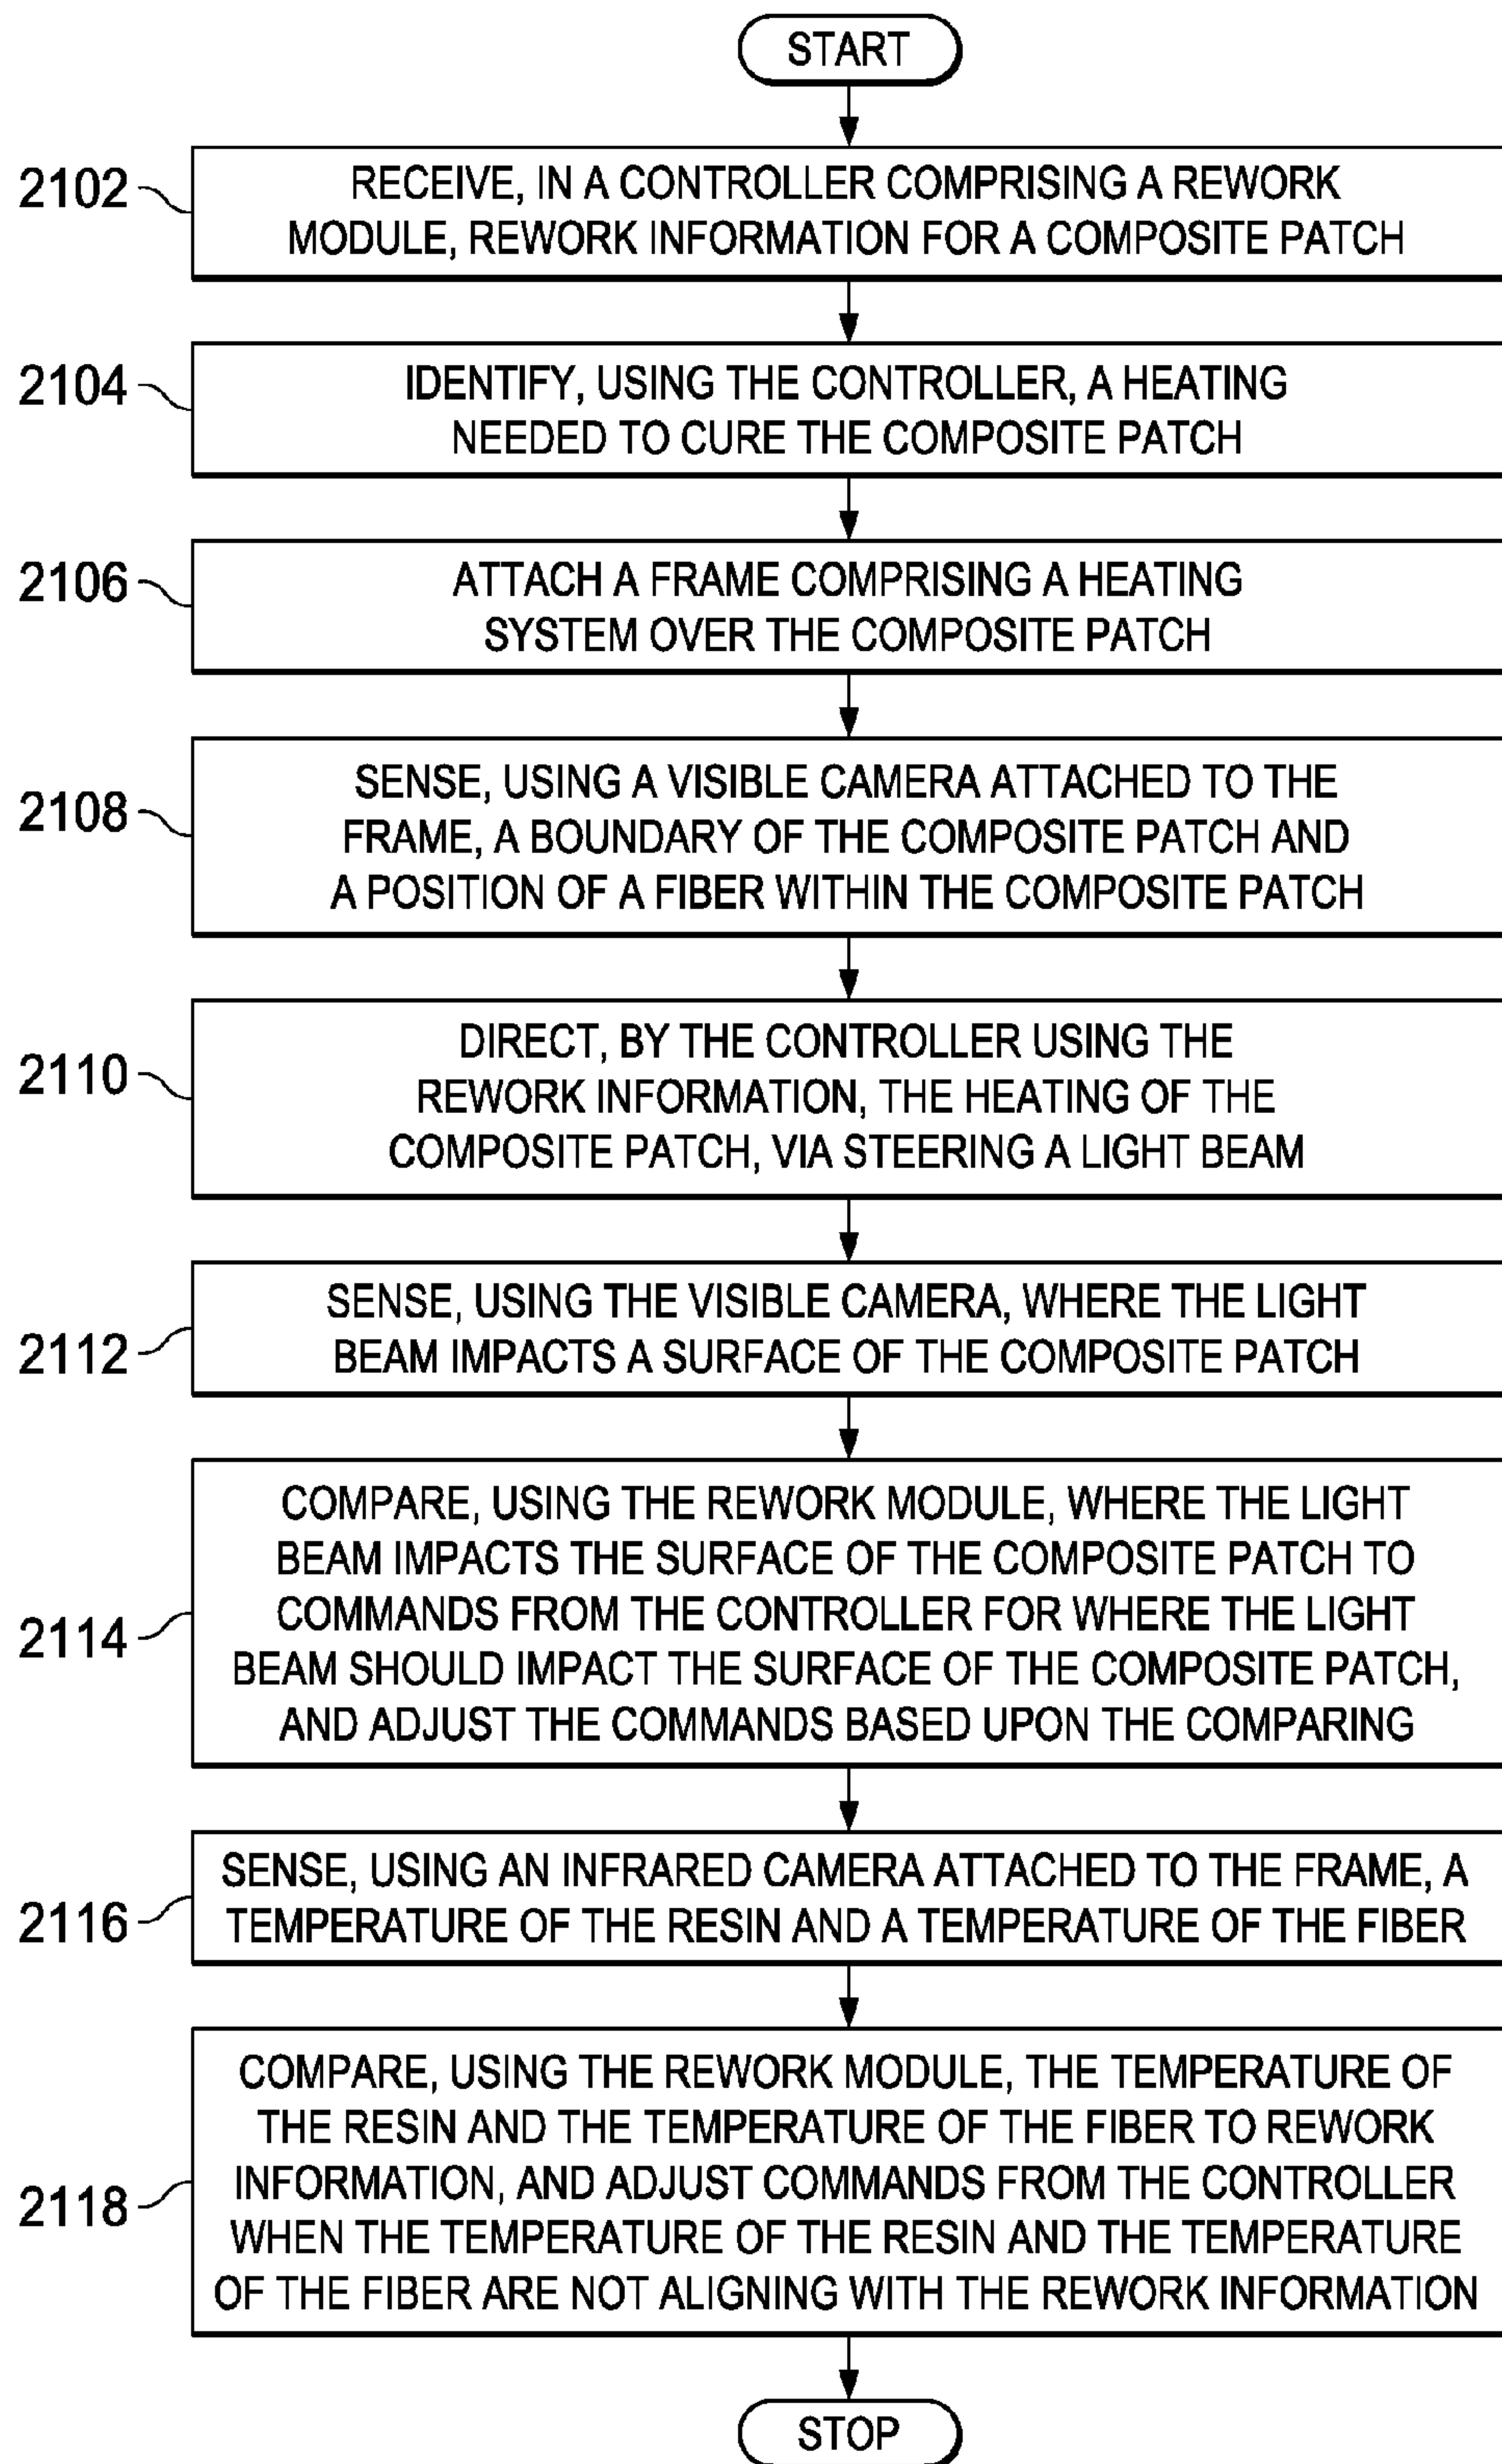 START
2102
RECEIVE, IN A CONTROLLER COMPRISING A REWORK
MODULE, REWORK INFORMATION FOR A COMPOSITE PATCH
2104
IDENTIFY, USING THE CONTROLLER, A HEATING
NEEDED TO CURE THE COMPOSITE PATCH
2106
ATTACH A FRAME COMPRISING A HEATING
SYSTEM OVER THE COMPOSITE PATCH
2108
SENSE, USING A VISIBLE CAMERA ATTACHED TO THE
FRAME, A BOUNDARY OF THE COMPOSITE PATCH AND
A POSITION OF A FIBER WITHIN THE COMPOSITE PATCH
2110
DIRECT, BY THE CONTROLLER USING THE
REWORK INFORMATION, THE HEATING OF THE
COMPOSITE PATCH, VIA STEERING A LIGHT BEAM
2112
SENSE, USING THE VISIBLE CAMERA, WHERE THE LIGHT
BEAM IMPACTS A SURFACE OF THE COMPOSITE PATCH
2114
COMPARE, USING THE REWORK MODULE, WHERE THE LIGHT
BEAM IMPACTS THE SURFACE OF THE COMPOSITE PATCH TO
COMMANDS FROM THE CONTROLLER FOR WHERE THE LIGHT
BEAM SHOULD IMPACT THE SURFACE OF THE COMPOSITE PATCH,
AND ADJUST THE COMMANDS BASED UPON THE COMPARING
2116
SENSE, USING AN INFRARED CAMERA ATTACHED TO THE FRAME, A
TEMPERATURE OF THE RESIN AND A TEMPERATURE OF THE FIBER
2118
COMPARE, USING THE REWORK MODULE, THE TEMPERATURE OF
THE RESIN AND THE TEMPERATURE OF THE FIBER TO REWORK
INFORMATION, AND ADJUST COMMANDS FROM THE CONTROLLER
WHEN THE TEMPERATURE OF THE RESIN AND THE TEMPERATURE
OF THE FIBER ARE NOT ALIGNING WITH THE REWORK INFORMATION
STOP